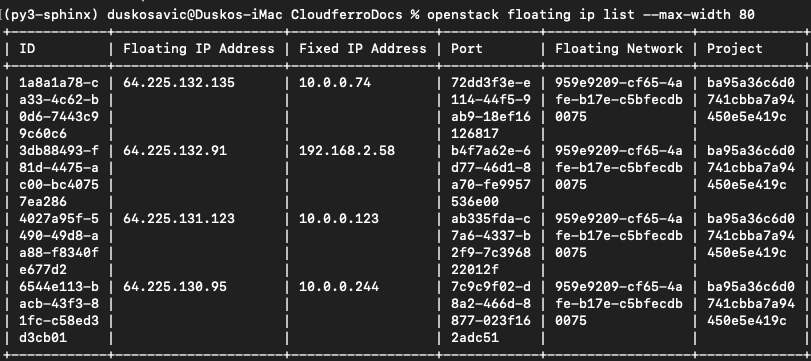 (py3-sphinx) duskosavic@Duskos-iMac CloudferroDocs % openstack floating ip list --max-width 80
+------------+---------------------+------------------+------------+------------------+-------------+
| ID         | Floating IP Address | Fixed IP Address | Port       | Floating Network | Project     |
+------------+---------------------+------------------+------------+------------------+-------------+
| 1a8a1a78-c | 64.225.132.135      | 10.0.0.74        | 72dd3f3e-e | 959e9209-cf65-4a | ba95a36c6d0 |
| a33-4c62-b |                     |                  | 114-44f5-9 | fe-b17e-c5bfecdb | 741cbba7a94 |
| 0d6-7443c9 |                     |                  | ab9-18ef16 | 0075             | 450e5e419c  |
| 9c60c6     |                     |                  | 126817     |                  |             |
| 3db88493-f | 64.225.132.91       | 192.168.2.58     | b4f7a62e-6 | 959e9209-cf65-4a | ba95a36c6d0 |
| 81d-4475-a |                     |                  | d77-46d1-8 | fe-b17e-c5bfecdb | 741cbba7a94 |
| c00-bc4075 |                     |                  | a70-fe9957 | 0075             | 450e5e419c  |
| 7ea286     |                     |                  | 536e00     |                  |             |
| 4027a95f-5 | 64.225.131.123      | 10.0.0.123       | ab335fda-c | 959e9209-cf65-4a | ba95a36c6d0 |
| 490-49d8-a |                     |                  | 7a6-4337-b | fe-b17e-c5bfecdb | 741cbba7a94 |
| a88-f8340f |                     |                  | 2f9-7c3968 | 0075             | 450e5e419c  |
| e677d2     |                     |                  | 22012f     |                  |             |
| 6544e113-b | 64.225.130.95       | 10.0.0.244       | 7c9c9f02-d | 959e9209-cf65-4a | ba95a36c6d0 |
| acb-43f3-8 |                     |                  | 8a2-466d-8 | fe-b17e-c5bfecdb | 741cbba7a94 |
| 1fc-c58ed3 |                     |                  | 877-023f16 | 0075             | 450e5e419c  |
| d3cb01     |                     |                  | 2adc51     |                  |             |
+------------+---------------------+------------------+------------+------------------+-------------+